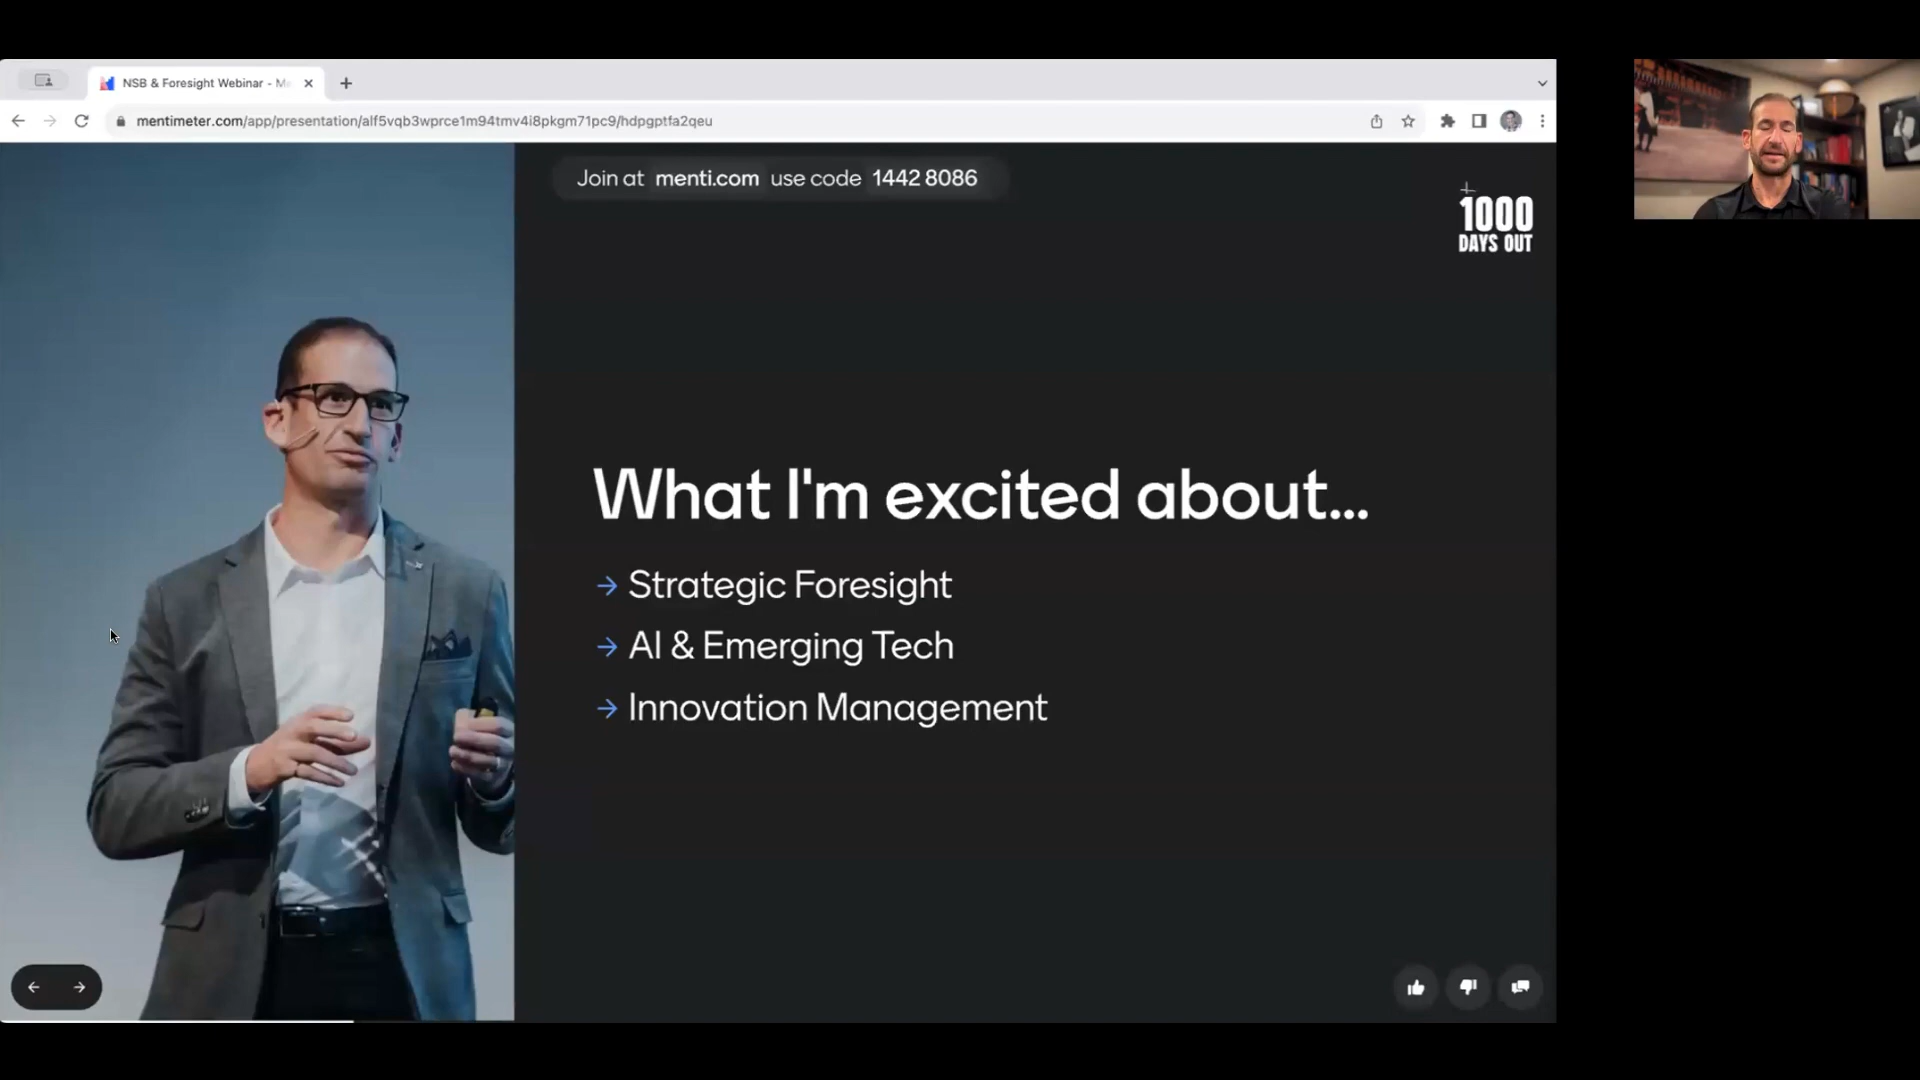 NSB & Foresight Webinar - Me
mentimeter.com/app/presentation/alf5vqb3wprce1m94tmv4i8pkgm71pc9/hdpgptfa2qeu
Join at menti.com use code 1442 8086
1000
DAYS OUT
What I'm excited about...
→ Strategic Foresight
→ AI & Emerging Tech
→ Innovation Management